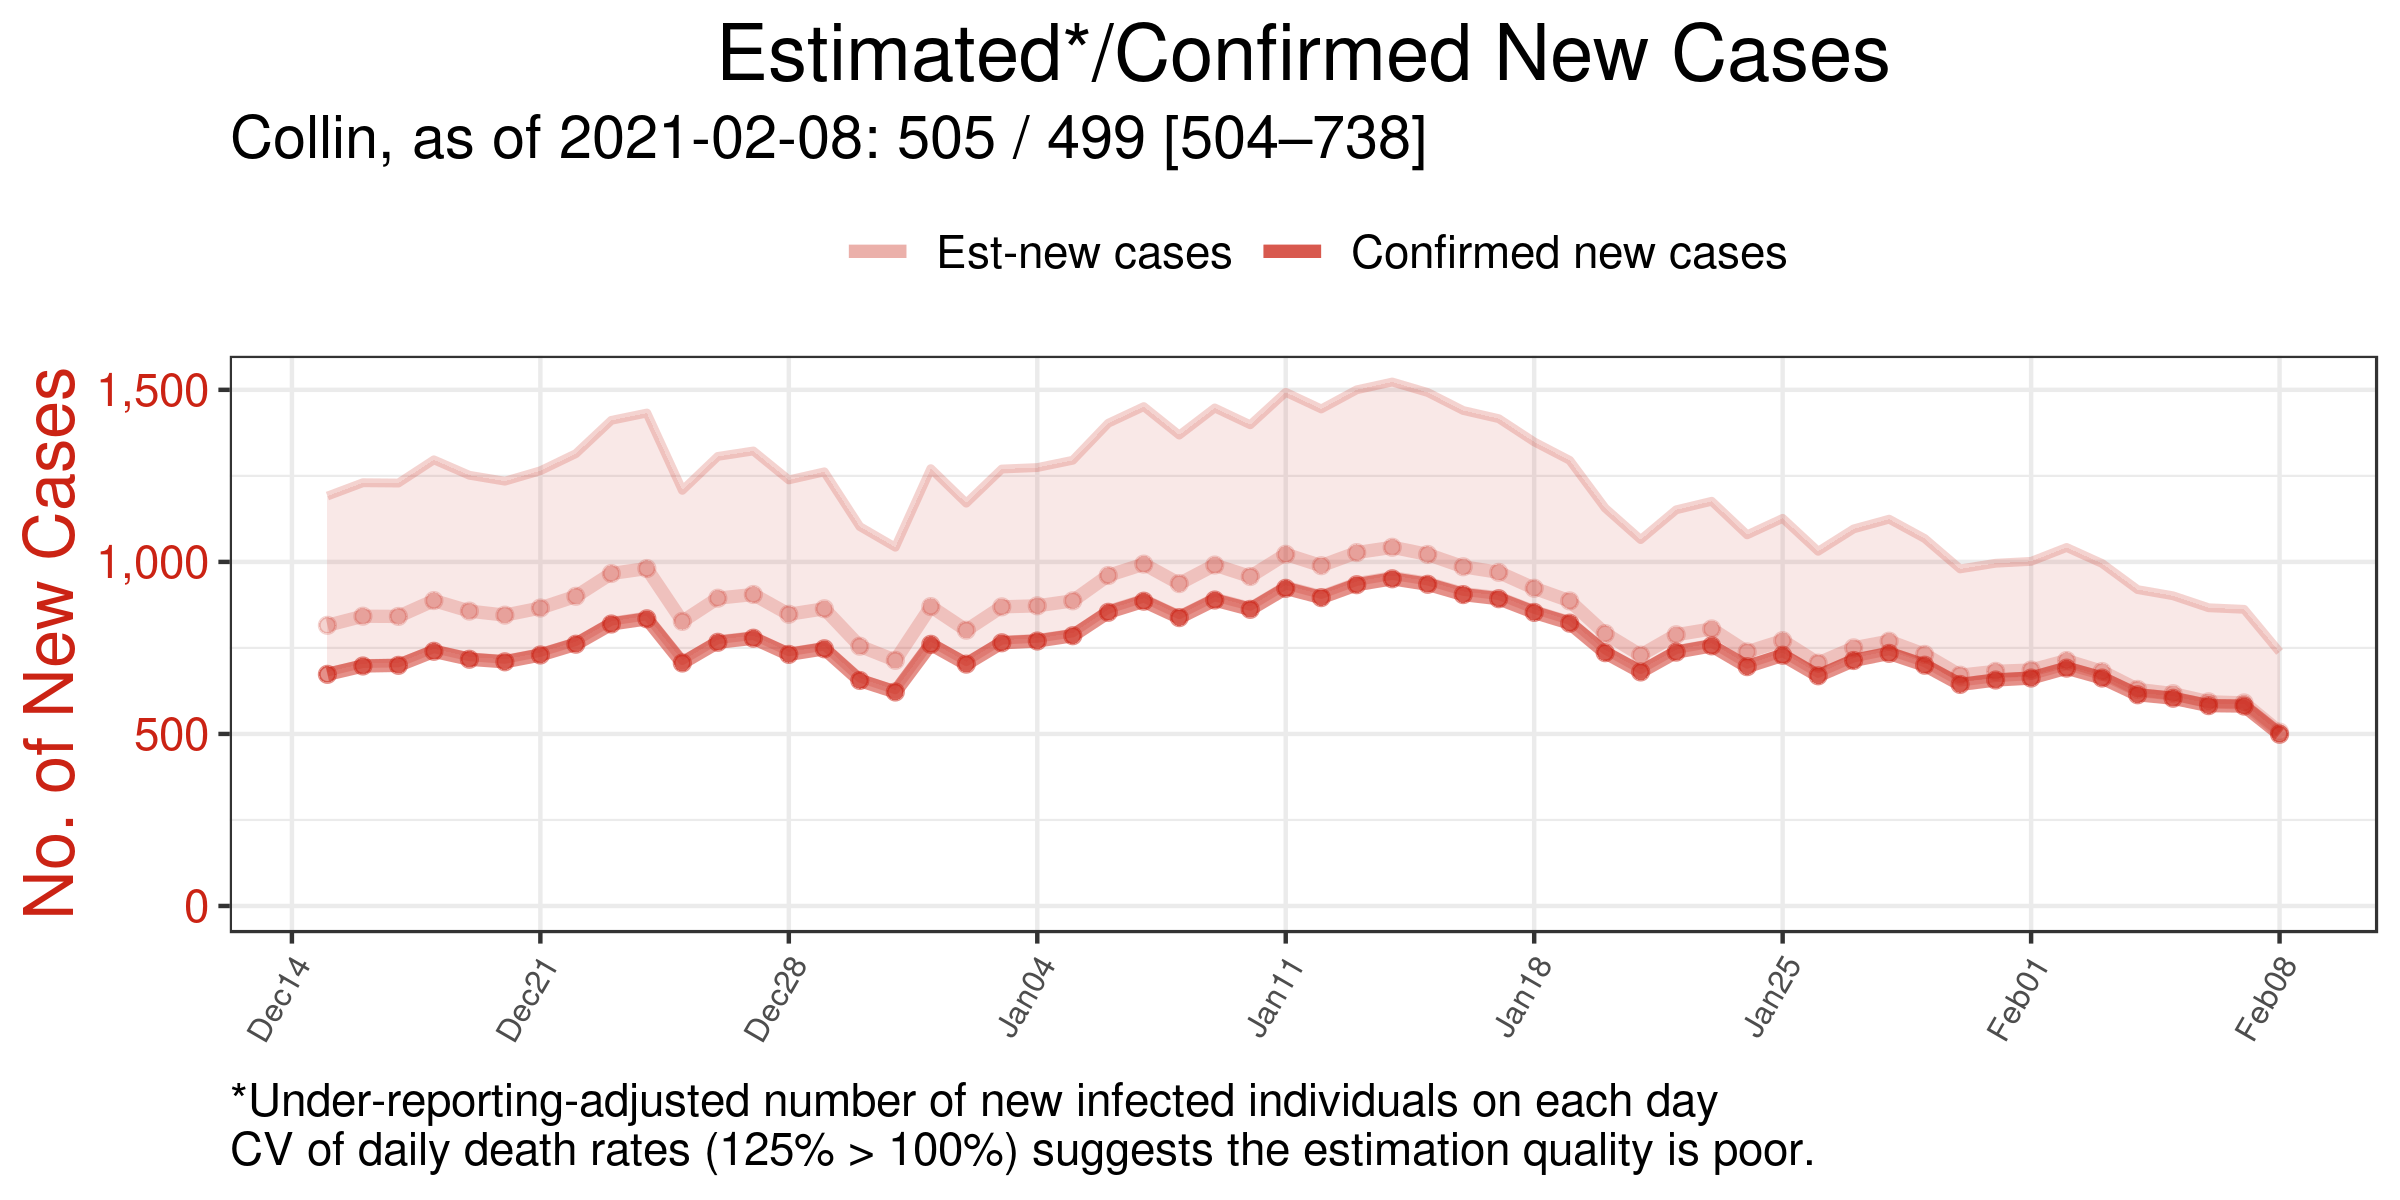 Estimated*/Confirmed New Cases
Collin, as of 2021-02-08: 505 / 499 [504–738]
Est-new cases
Confirmed new cases
No. of New Cases
1,500
1,000
500
0
Dec14
Dec21
Dec28
Jan04
Jan11
Jan18
Jan25
Feb01
Feb08
*Under-reporting-adjusted number of new infected individuals on each day
CV of daily death rates (125% > 100%) suggests the estimation quality is poor.